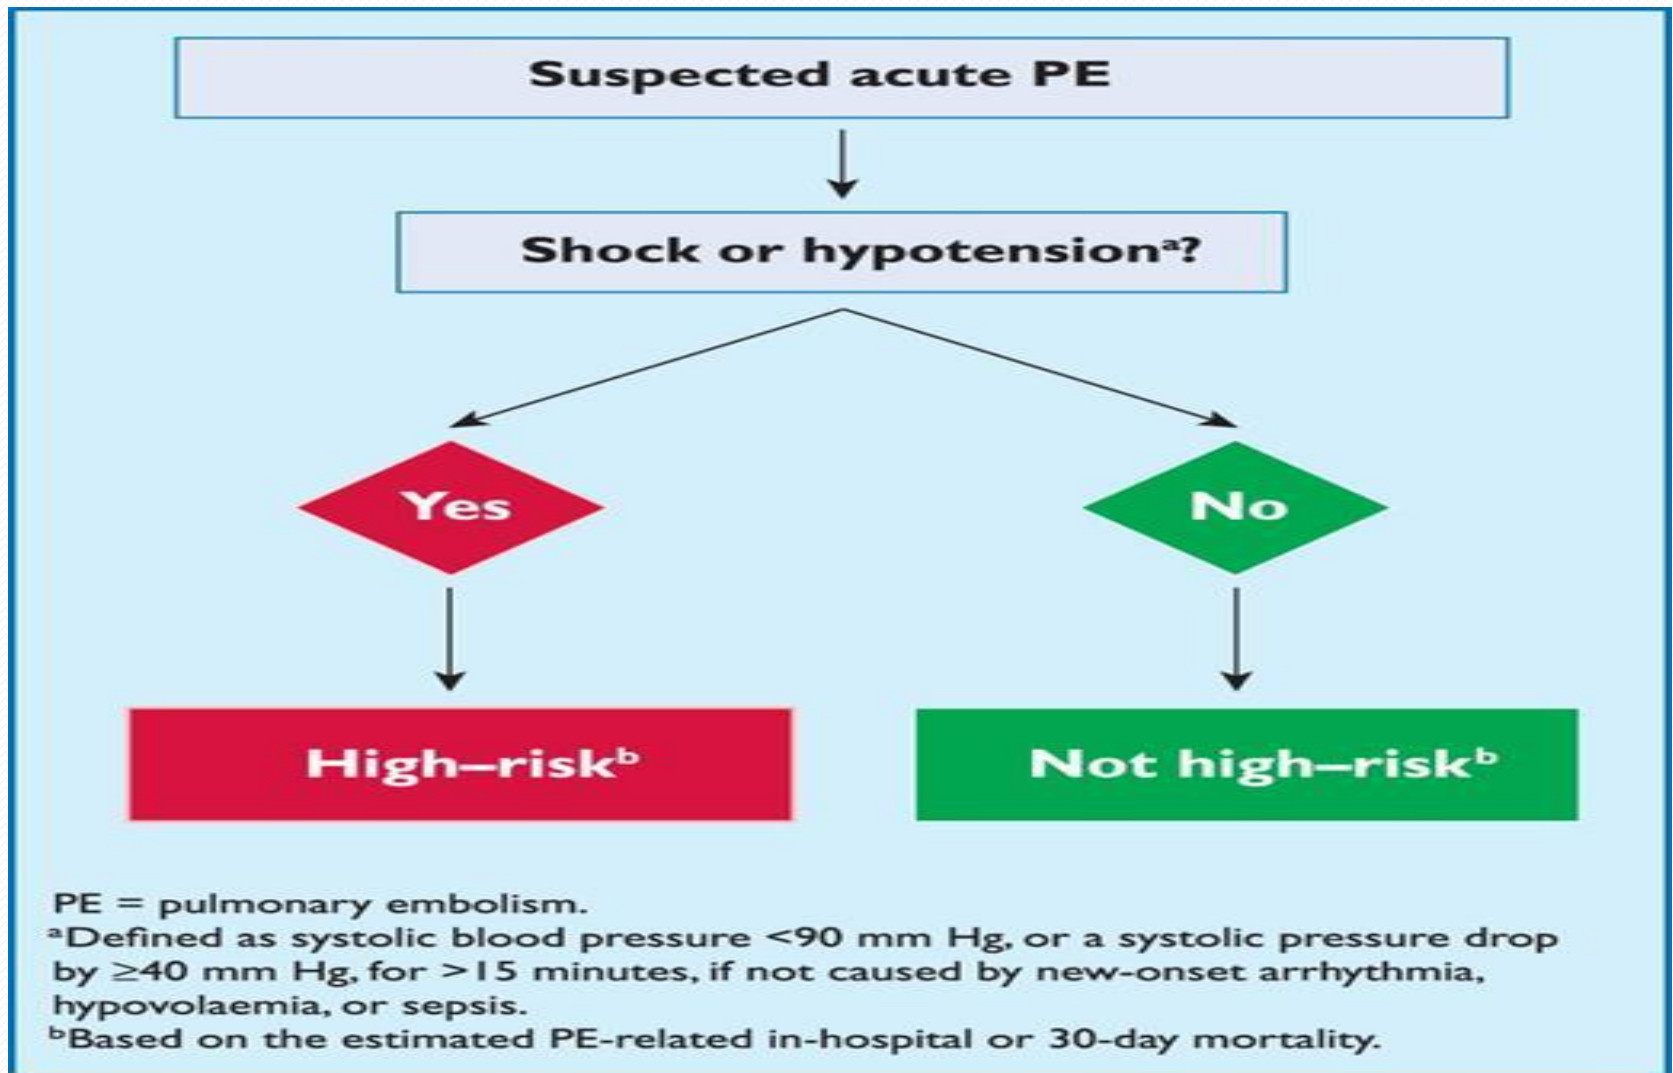 Suspected acute PE
Shock or hypotensionᵃ?
Yes
No
High–riskᵇ
Not high–riskᵇ
PE = pulmonary embolism.
ᵃDefined as systolic blood pressure <90 mm Hg, or a systolic pressure drop
by ≥40 mm Hg, for >15 minutes, if not caused by new-onset arrhythmia,
hypovolaemia, or sepsis.
ᵇBased on the estimated PE-related in-hospital or 30-day mortality.